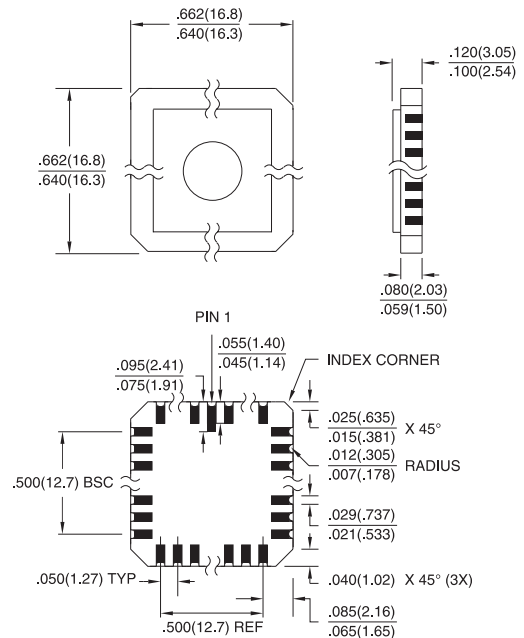 .662(16.8)
.640(16.3)
.120(3.05)
.100(2.54)
.662(16.8)
.640(16.3)
.080(2.03)
.059(1.50)
PIN 1
.055(1.40)
.045(1.14)
.095(2.41)
.075(1.91)
INDEX CORNER
.025(.635)
.015(.381)
X 45°
.012(.305)
.007(.178)
RADIUS
.500(12.7) BSC
.029(.737)
.021(.533)
.050(1.27) TYP
.040(1.02) X 45° (3X)
.500(12.7) REF
.085(2.16)
.065(1.65)